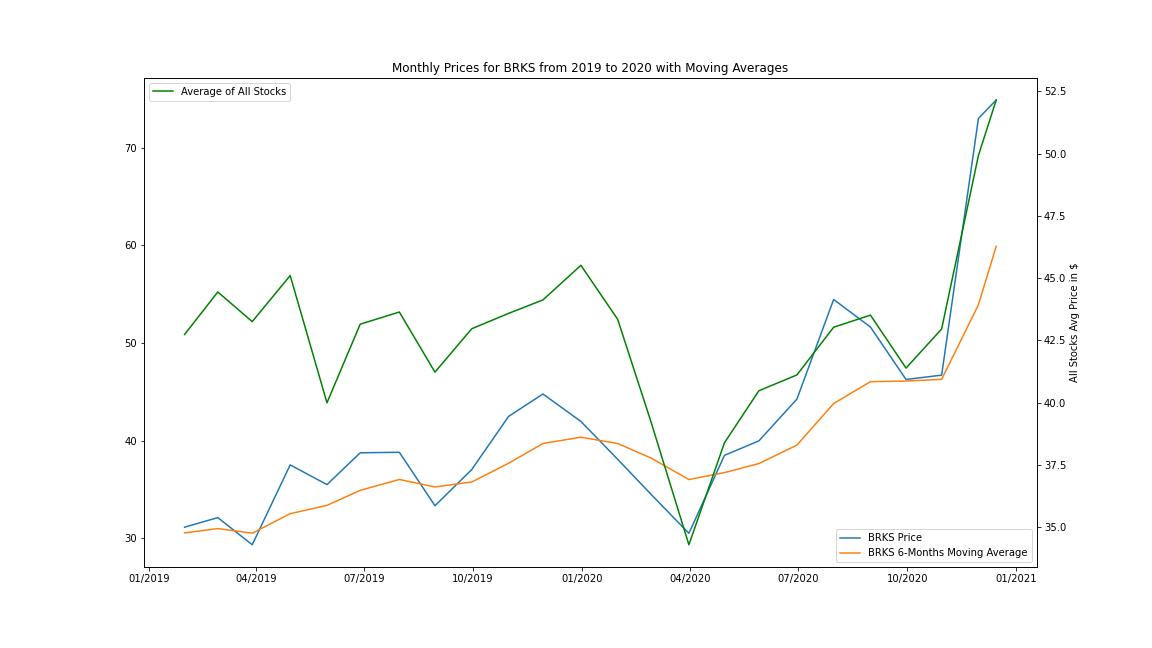 Monthly Prices for BRKS from 2019 to 2020 with Moving Averages
Average of All Stocks
70
60
50
40
30
52.5
50.0
47.5
45.0
42.5
40.0
37.5
35.0
All Stocks Avg Price in $
BRKS Price
BRKS 6-Months Moving Average
01/2019 04/2019 07/2019 10/2019 01/2020 04/2020 07/2020 10/2020 01/2021